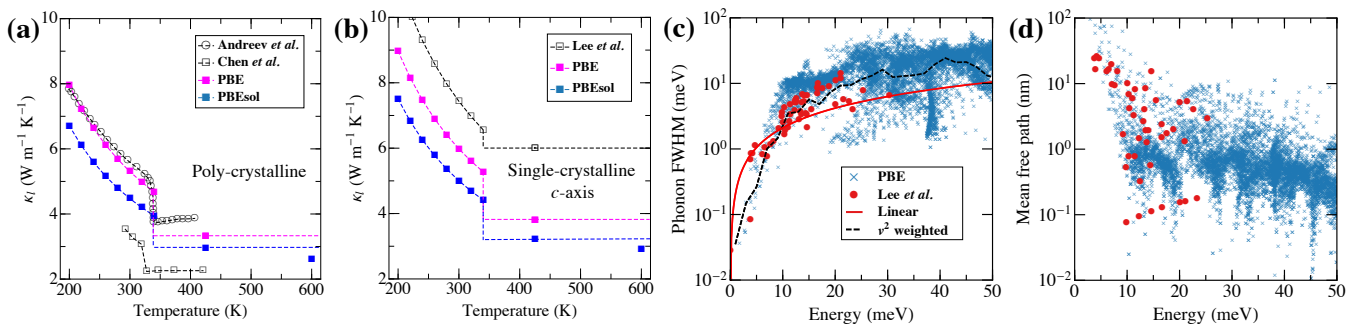 (a)
κl (W m−1 K−1)
10
8
6
4
2
Andreev et al.
Chen et al.
PBE
PBEsol
Poly-crystalline
200 300 400 500 600
Temperature (K)
(b)
10
8
6
4
2
Lee et al.
PBE
PBEsol
Single-crystalline
c-axis
200 300 400 500 600
Temperature (K)
(c)
Phonon FWHM (meV)
10²
10¹
10⁰
10−1
10−2
PBE
Lee et al.
Linear
v² weighted
0 10 20 30 40 50
Energy (meV)
(d)
Mean free path (nm)
10²
10¹
10⁰
10−1
10−2
0 10 20 30 40 50
Energy (meV)